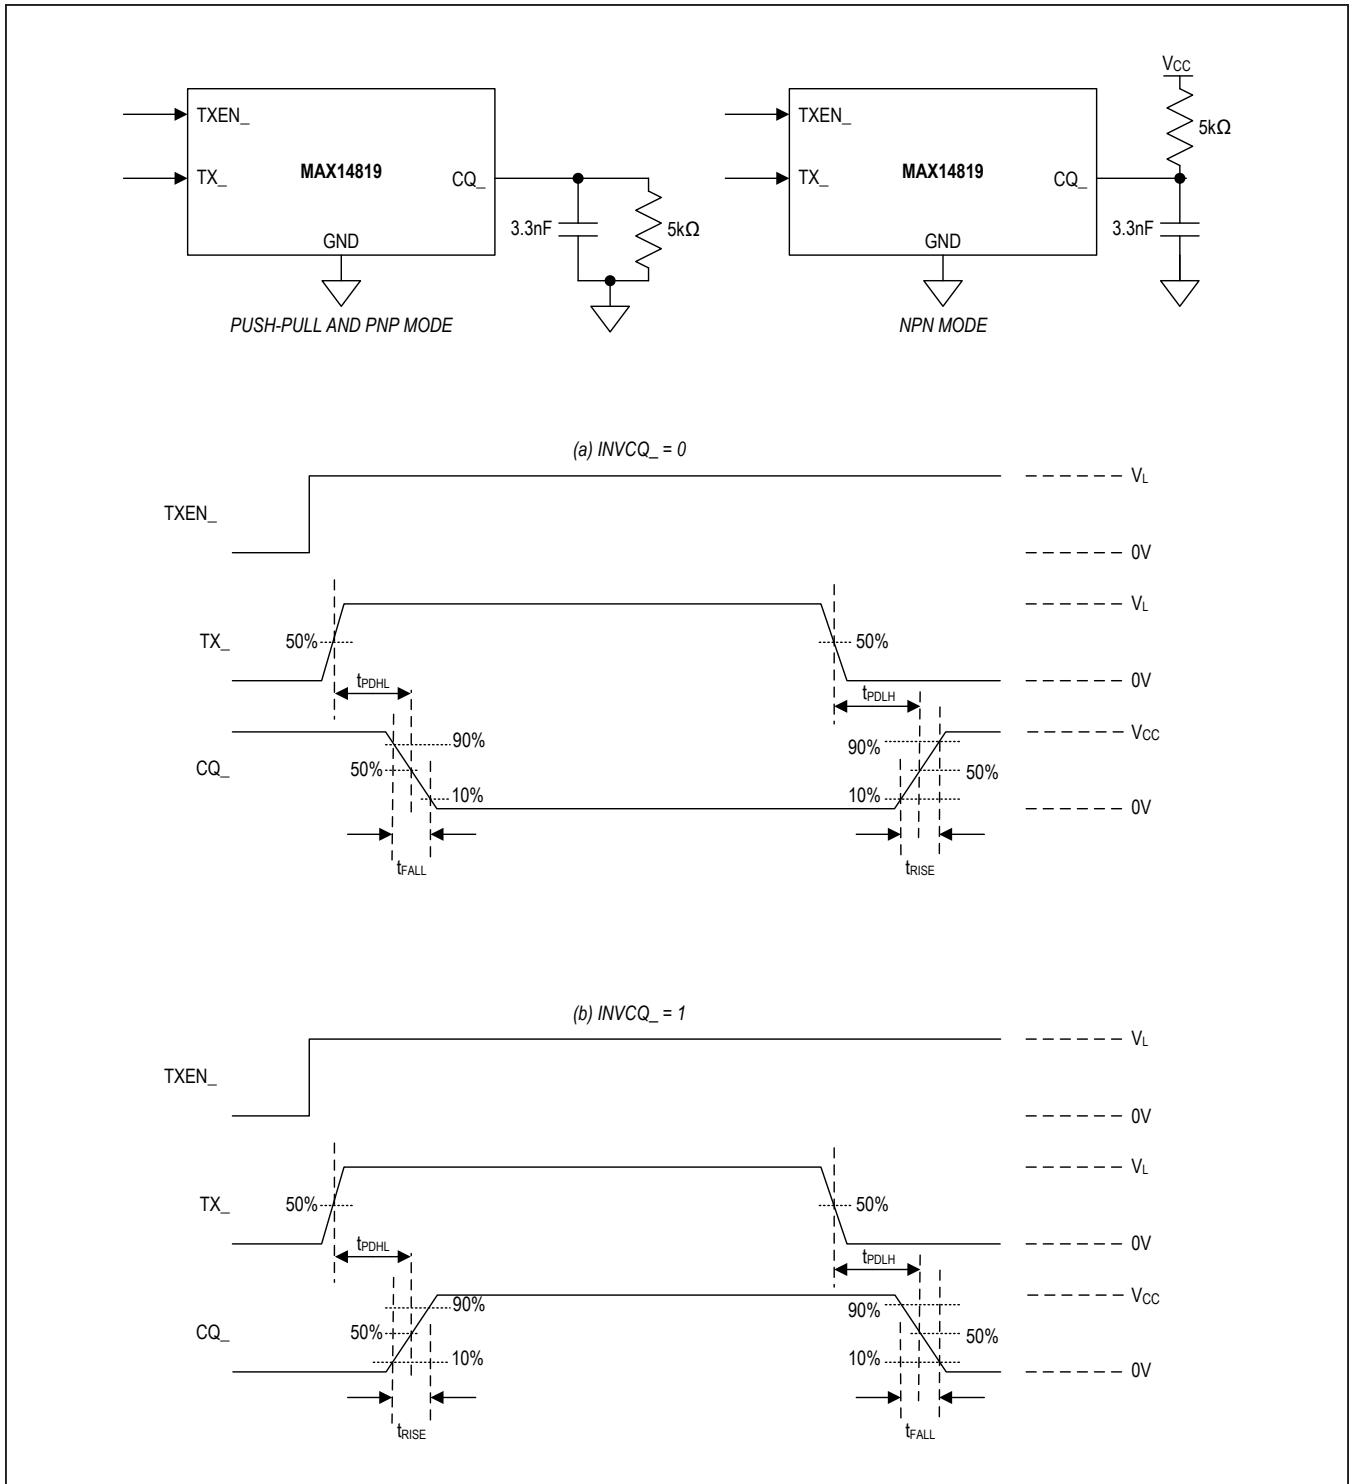 TXEN_
TX_
MAX14819
CQ_
GND
3.3nF
5kΩ
PUSH-PULL AND PNP MODE
VCC
5kΩ
TXEN_
TX_
MAX14819
CQ_
GND
3.3nF
NPN MODE
(a) INVCQ_ = 0
TXEN_
VL
0V
TX_
50%
50%
VL
0V
tPDHL
tPDLH
CQ_
90%
50%
10%
90%
50%
10%
VCC
0V
tFALL
tRISE
(b) INVCQ_ = 1
TXEN_
VL
0V
TX_
50%
50%
VL
0V
tPDHL
tPDLH
CQ_
90%
50%
10%
90%
50%
10%
VCC
0V
tRISE
tFALL